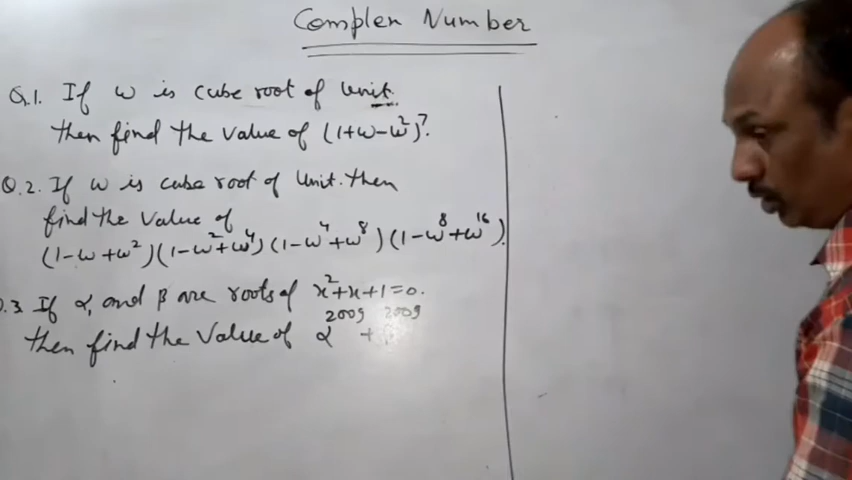 Complen Number
Q.1. If ω is cube root of Unit.
then find the value of (1+ω-ω²)⁷.
Q.2. If ω is cube root of Unit. then
find the value of
(1-ω+ω²)(1-ω²+ω⁴)(1-ω⁴+ω⁸)(1-ω⁸+ω¹⁶).
Q.3. If α, and β are roots of x²+x+1=0.
then find the value of α²⁰⁰⁹ + ²⁰⁰⁹